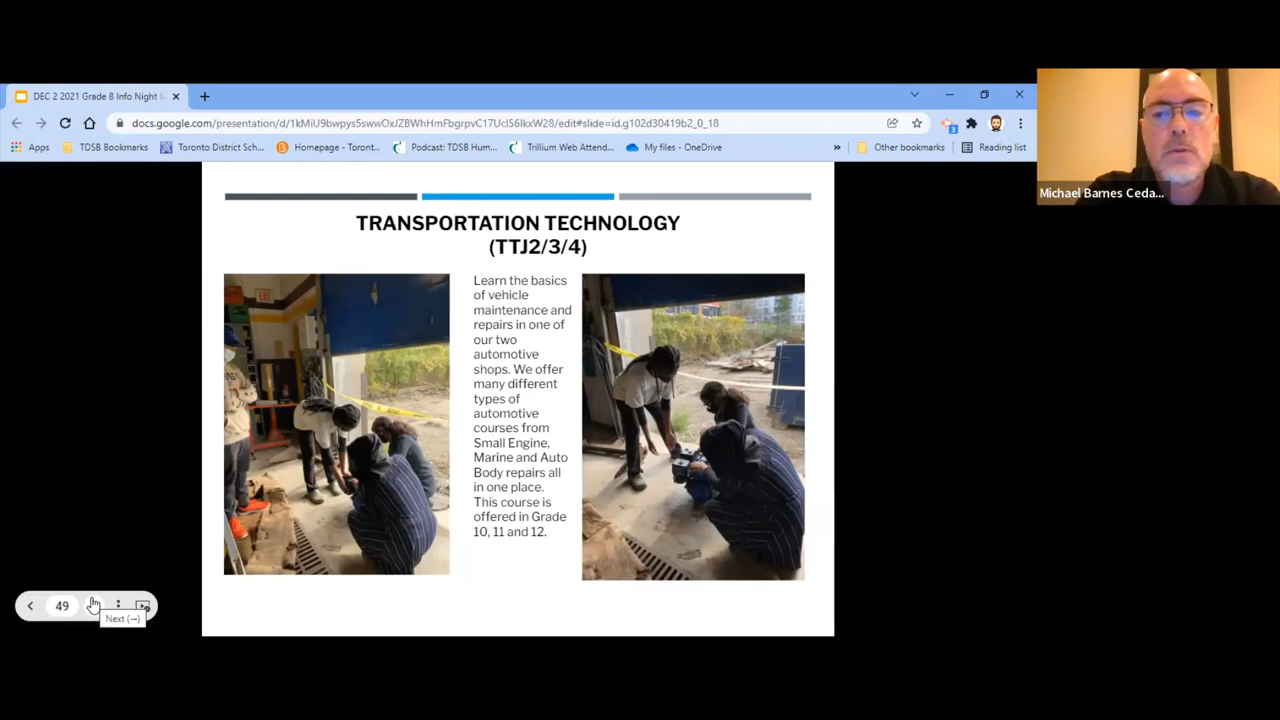 DEC 2 2021 Grade 8 Info Night
docs.google.com/presentation/d/1kMiU9bwpys5swwOxJZBWhHmFbgrpvC17UcI56IkxW28/edit#slide=id.g102d30419b2_0_18
Apps TDSB Bookmarks Toronto District Sch... Homepage - Toront... Podcast: TDSB Hum... Trillium Web Attend... My files - OneDrive » Other bookmarks Reading list
Michael Barnes Ceda...
TRANSPORTATION TECHNOLOGY
(TTJ2/3/4)
Learn the basics
of vehicle
maintenance and
repairs in one of
our two
automotive
shops. We offer
many different
types of
automotive
courses from
Small Engine,
Marine and Auto
Body repairs all
in one place.
This course is
offered in Grade
10, 11 and 12.
49
Next (→)